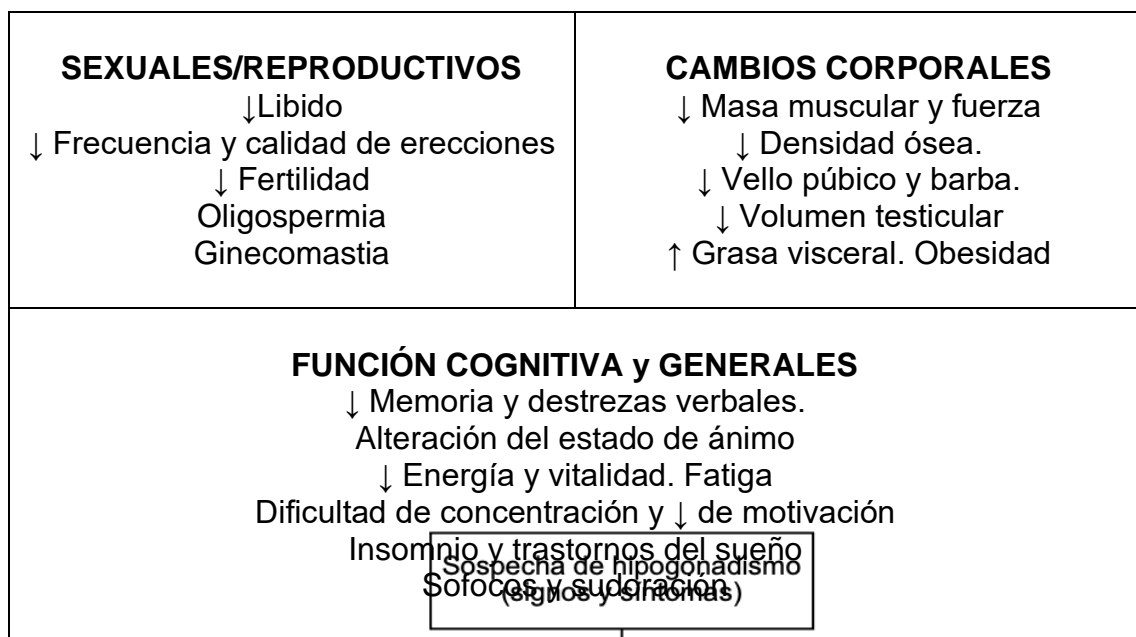 SEXUALES/REPRODUCTIVOS
↓Libido
↓ Frecuencia y calidad de erecciones
↓ Fertilidad
Oligospermia
Ginecomastia
CAMBIOS CORPORALES
↓ Masa muscular y fuerza
↓ Densidad ósea.
↓ Vello púbico y barba.
↓ Volumen testicular
↑ Grasa visceral. Obesidad
FUNCIÓN COGNITIVA y GENERALES
↓ Memoria y destrezas verbales.
Alteración del estado de ánimo
↓ Energía y vitalidad. Fatiga
Dificultad de concentración y ↓ de motivación
Insomnio y trastornos del sueño
Sofocos y sudoración
Sospecha de hipogonadismo
(signos y síntomas)